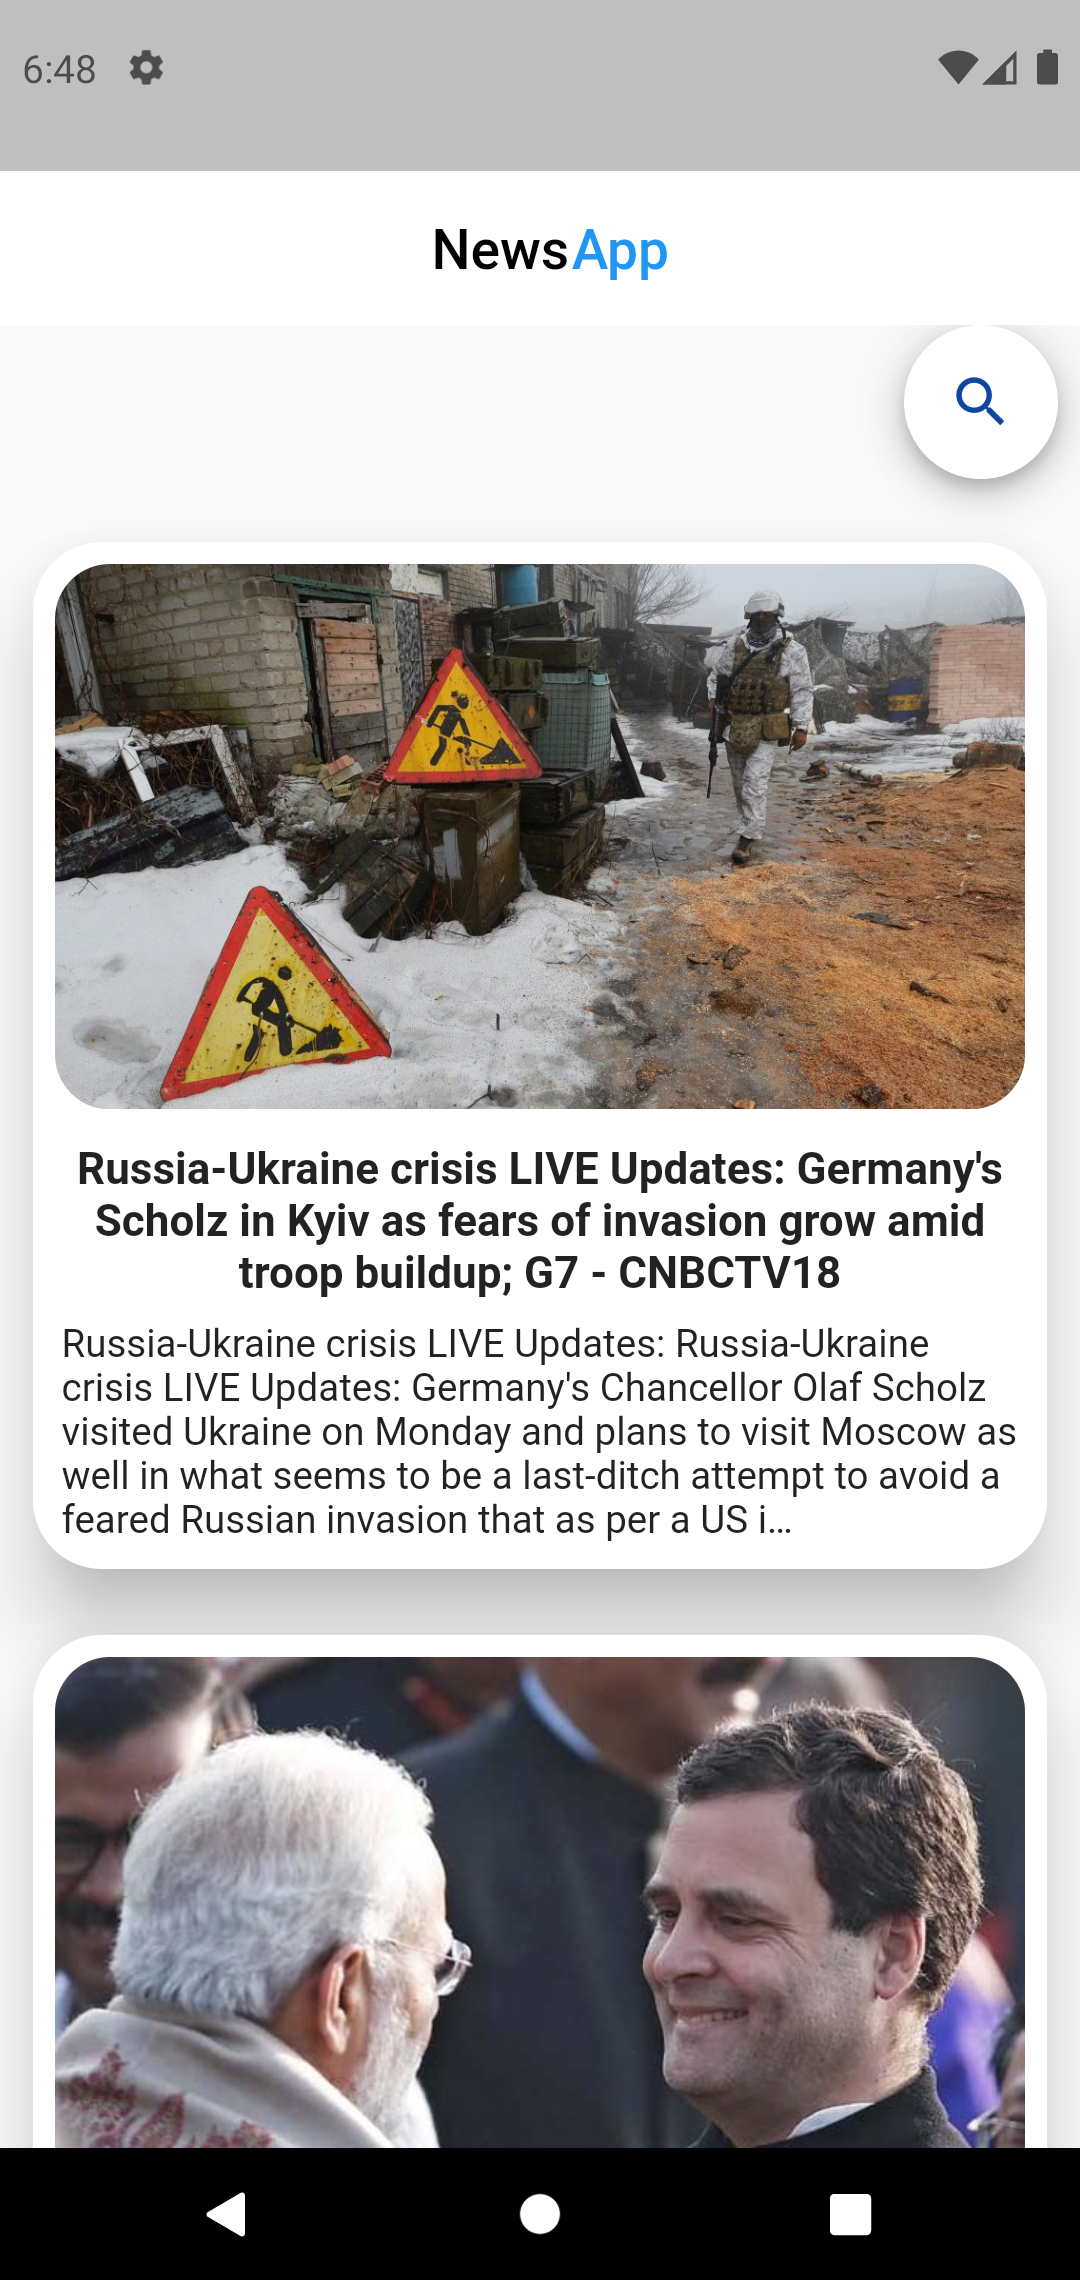 6:48
NewsApp
Russia-Ukraine crisis LIVE Updates: Germany's
Scholz in Kyiv as fears of invasion grow amid
troop buildup; G7 - CNBCTV18
Russia-Ukraine crisis LIVE Updates: Russia-Ukraine
crisis LIVE Updates: Germany's Chancellor Olaf Scholz
visited Ukraine on Monday and plans to visit Moscow as
well in what seems to be a last-ditch attempt to avoid a
feared Russian invasion that as per a US i...